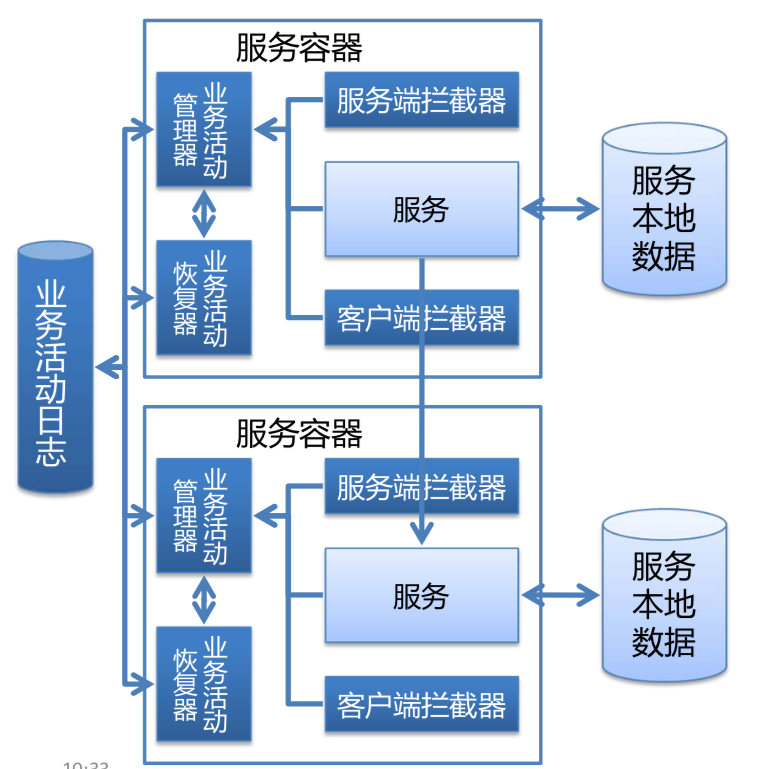 服务容器
业务活动
管理器
服务端拦截器
服务
业务活动
恢复器
客户端拦截器
服务
本地
数据
业务活动日志
服务容器
业务活动
管理器
服务端拦截器
服务
业务活动
恢复器
客户端拦截器
服务
本地
数据